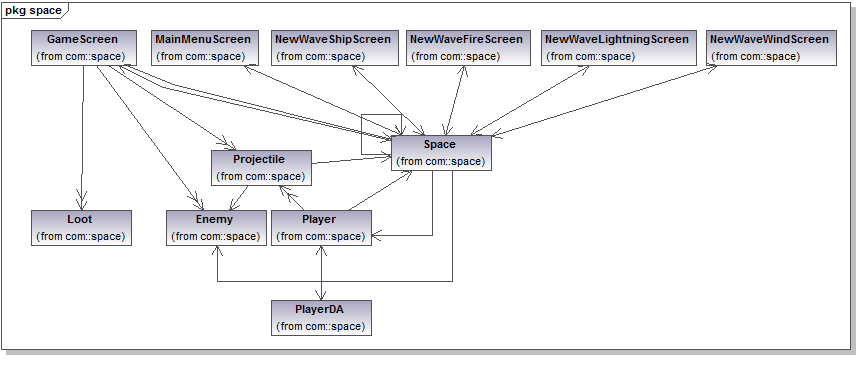 pkg space
GameScreen
(from com::space)
MainMenuScreen
(from com::space)
NewWaveShipScreen
(from com::space)
NewWaveFireScreen
(from com::space)
NewWaveLightningScreen
(from com::space)
NewWaveWindScreen
(from com::space)
Space
(from com::space)
Projectile
(from com::space)
Loot
(from com::space)
Enemy
(from com::space)
Player
(from com::space)
PlayerDA
(from com::space)